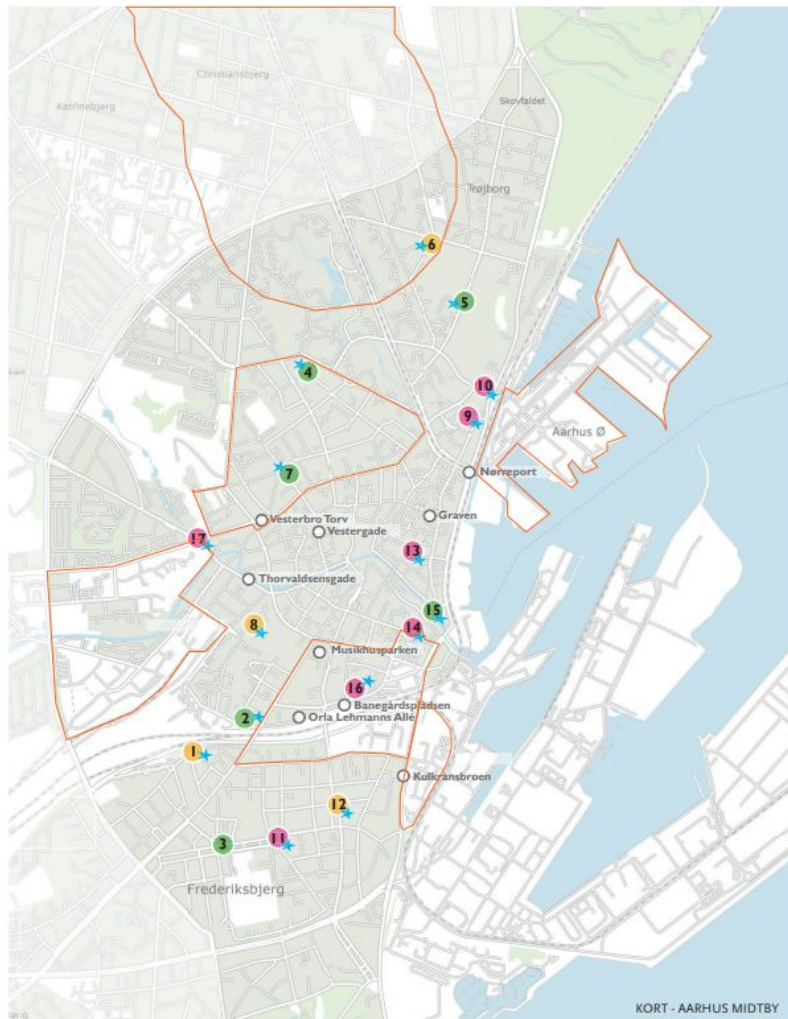 Christiansbjerg
Katrinebjerg
Skovfaldet
Trøjborg
6
5
4
10
9
Aarhus Ø
7
Nørreport
Vesterbro Torv
Graven
Vestergade
17
13
Thorvaldsensgade
8
15
14
Musikhusparken
16
Banegårdspladsen
2
Orla Lehmanns Allé
1
Kulkransbroen
12
11
3
Frederiksbjerg
KORT - AARHUS MIDTBY